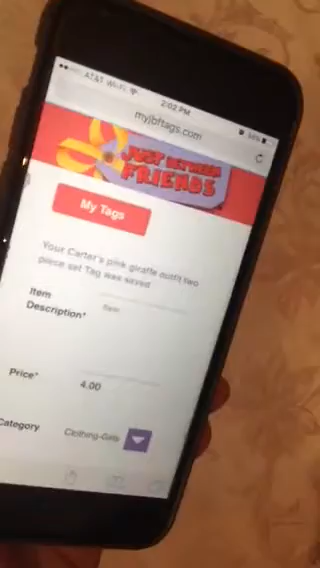 AT&T Wi-Fi 2:02 PM
myjbftags.com
JUST BETWEEN
FRIENDS
My Tags
Your Carter's pink giraffe outfit two
piece set Tag was saved
Item
Description*
Price*
4.00
Category
Clothing-Girls